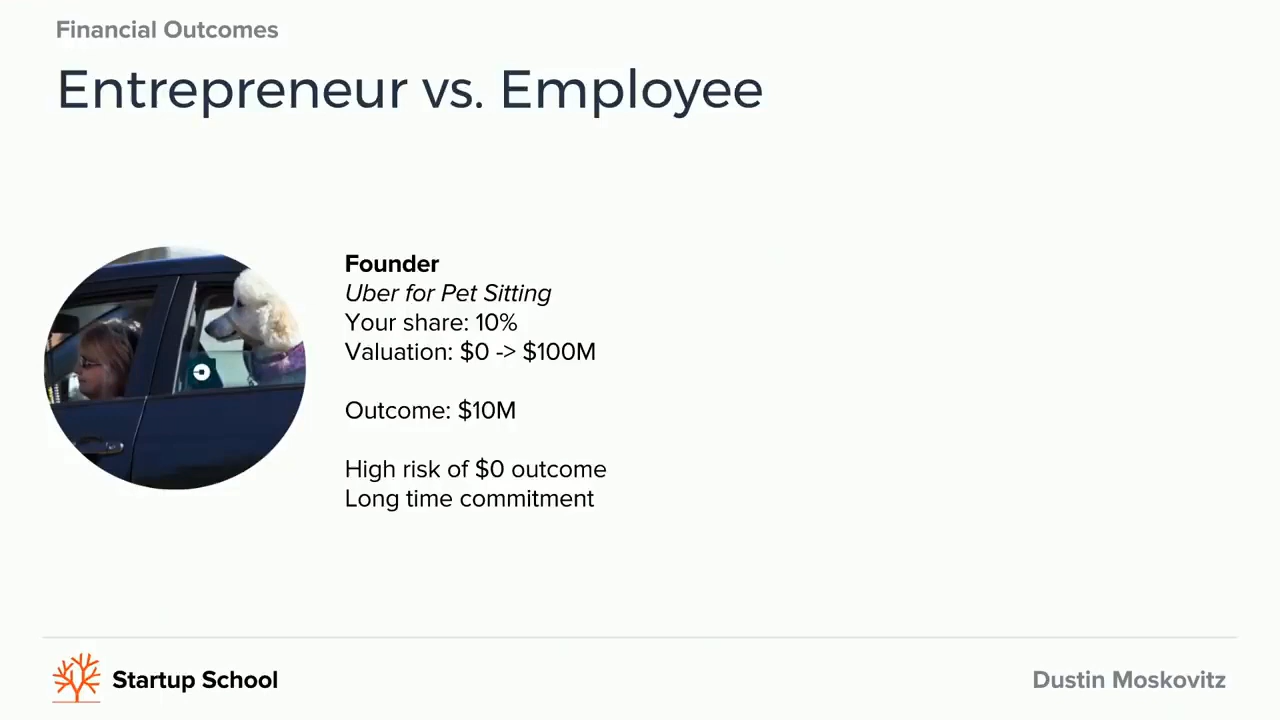 Financial Outcomes
Entrepreneur vs. Employee
Founder
Uber for Pet Sitting
Your share: 10%
Valuation: $0 -> $100M
Outcome: $10M
High risk of $0 outcome
Long time commitment
Startup School
Dustin Moskovitz